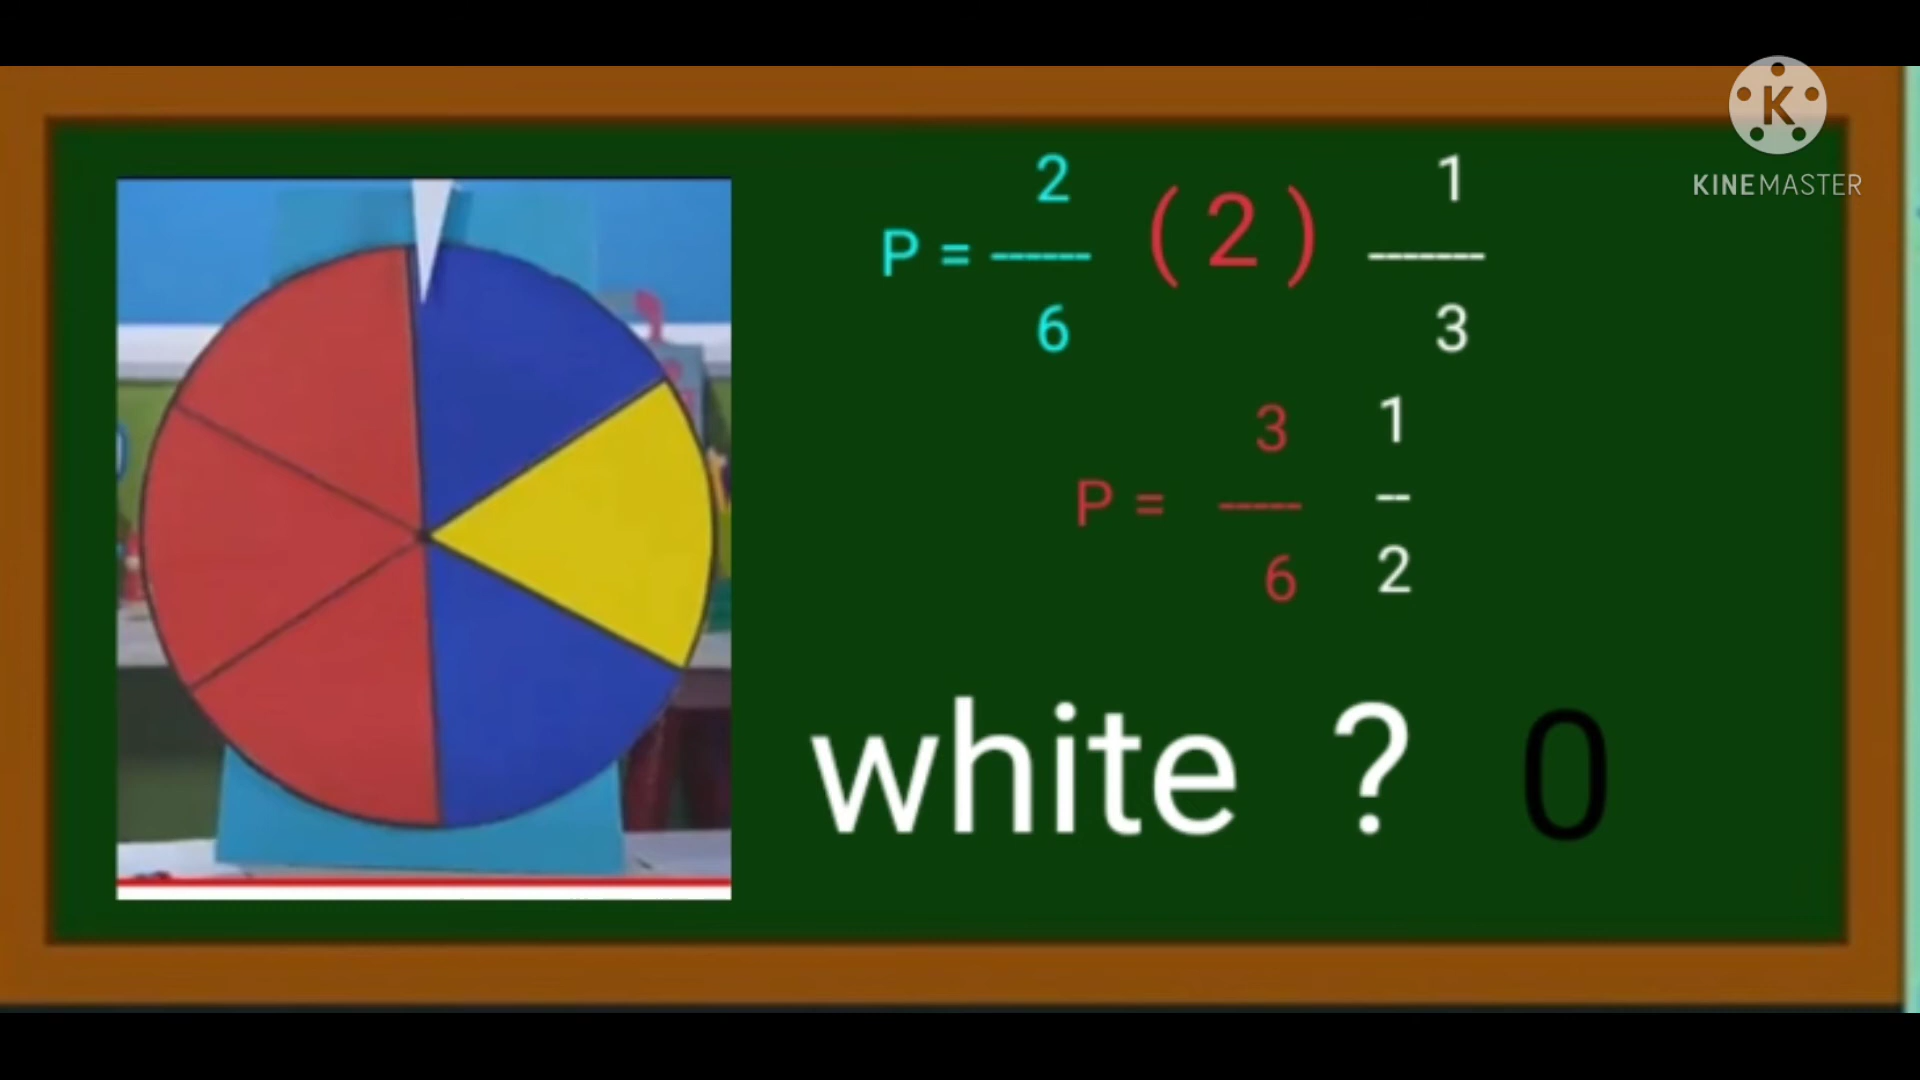 KINEMASTER
P = 2/6 (2) 1/3
P = 3/6 1/2
white ? 0